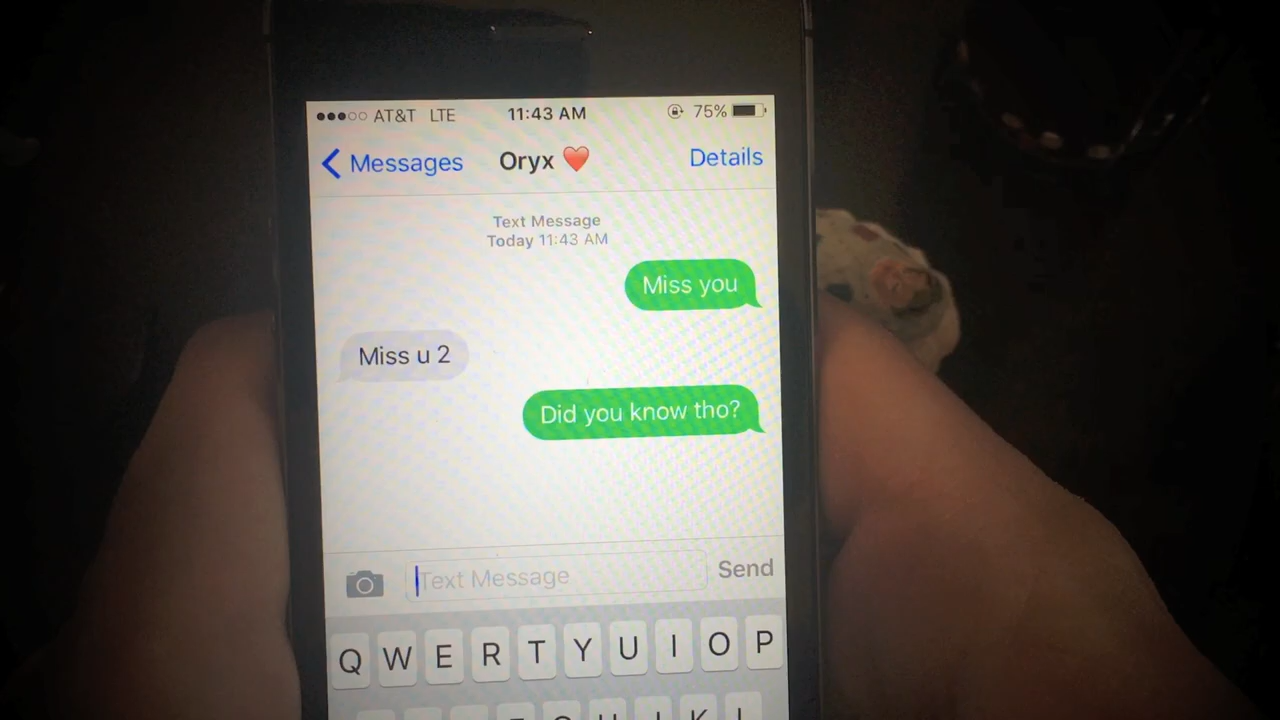 ●●●○○ AT&T LTE 11:43 AM 75%
Messages Oryx ❤️ Details
Text Message
Today 11:43 AM
Miss you
Miss u 2
Did you know tho?
Text Message Send
Q W E R T Y U I O P